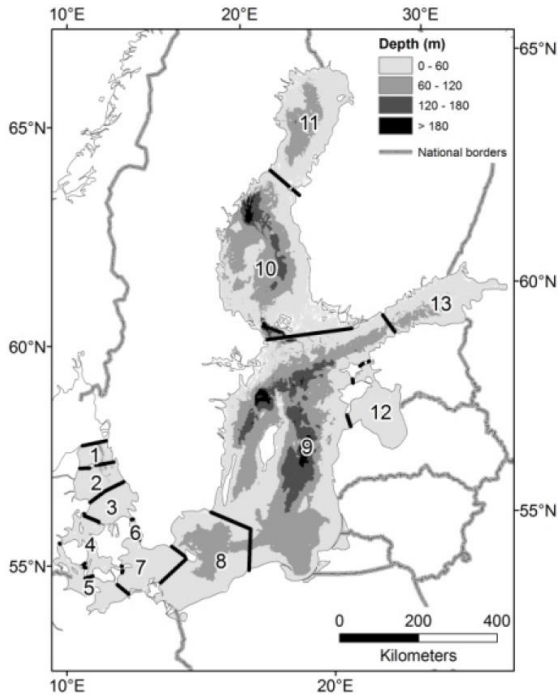 10°E 20°E 30°E
Depth (m)
0 - 60
60 - 120
120 - 180
> 180
National borders
65°N
65°N
11
10
60°N
13
60°N
12
9
1
2
3
55°N
6
4
8
7
55°N
5
0 200 400
Kilometers
10°E 20°E